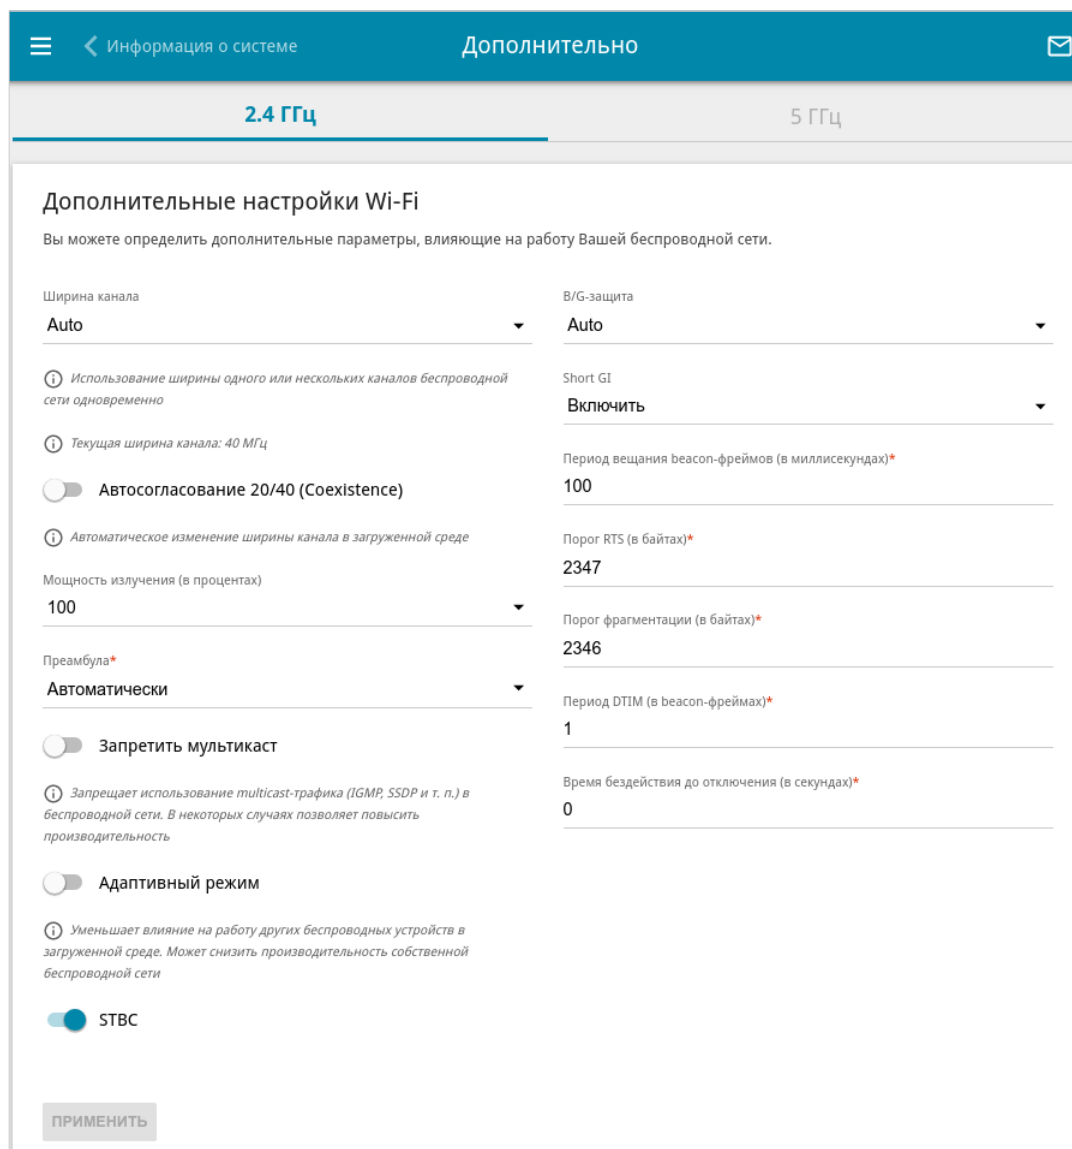 Информация о системе
Дополнительно
2.4 ГГц
5 ГГц
Дополнительные настройки Wi-Fi
Вы можете определить дополнительные параметры, влияющие на работу Вашей беспроводной сети.
Ширина канала
Auto
Использование ширины одного или нескольких каналов беспроводной
сети одновременно
Текущая ширина канала: 40 МГц
Автосогласование 20/40 (Coexistence)
Автоматическое изменение ширины канала в загруженной среде
Мощность излучения (в процентах)
100
Преамбула*
Автоматически
Запретить мультикаст
Запрещает использование multicast-трафика (IGMP, SSDP и т. п.) в
беспроводной сети. В некоторых случаях позволяет повысить
производительность
Адаптивный режим
Уменьшает влияние на работу других беспроводных устройств в
загруженной среде. Может снизить производительность собственной
беспроводной сети
STBC
ПРИМЕНИТЬ
B/G-защита
Auto
Short GI
Включить
Период вещания beacon-фреймов (в миллисекундах)*
100
Порог RTS (в байтах)*
2347
Порог фрагментации (в байтах)*
2346
Период DTIM (в beacon-фреймах)*
1
Время бездействия до отключения (в секундах)*
0